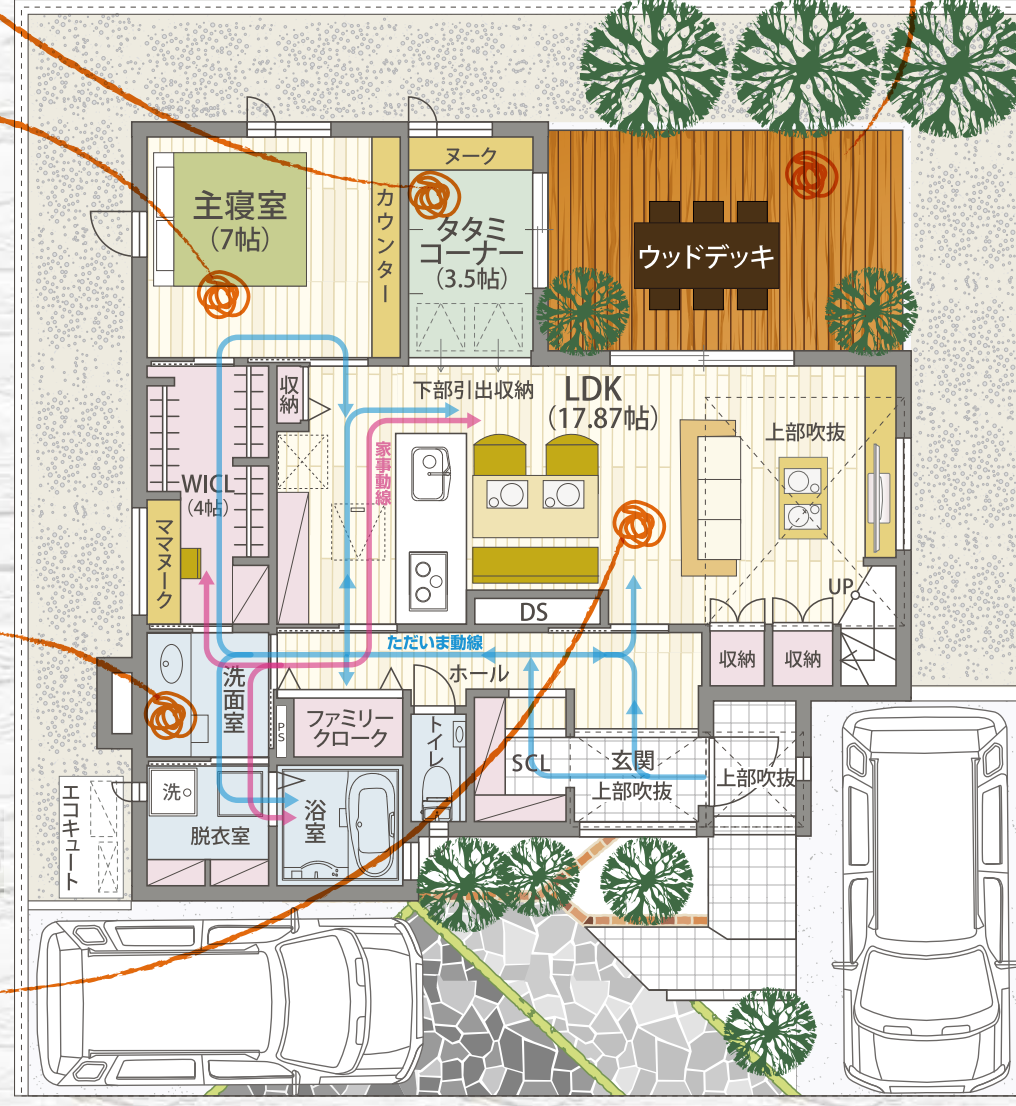 ヌーク
主寝室
(7帖)
カウンター
タタミ
コーナー
(3.5帖)
ウッドデッキ
下部引出収納
LDK
(17.87帖)
収納
上部吹抜
家事動線
WICL
(4帖)
ママヌーク
UP
DS
ただいま動線
ホール
収納
収納
洗面室
PS
ファミリー
クローク
トイレ
SCL
玄関
上部吹抜
上部吹抜
エコキュート
洗
脱衣室
浴室